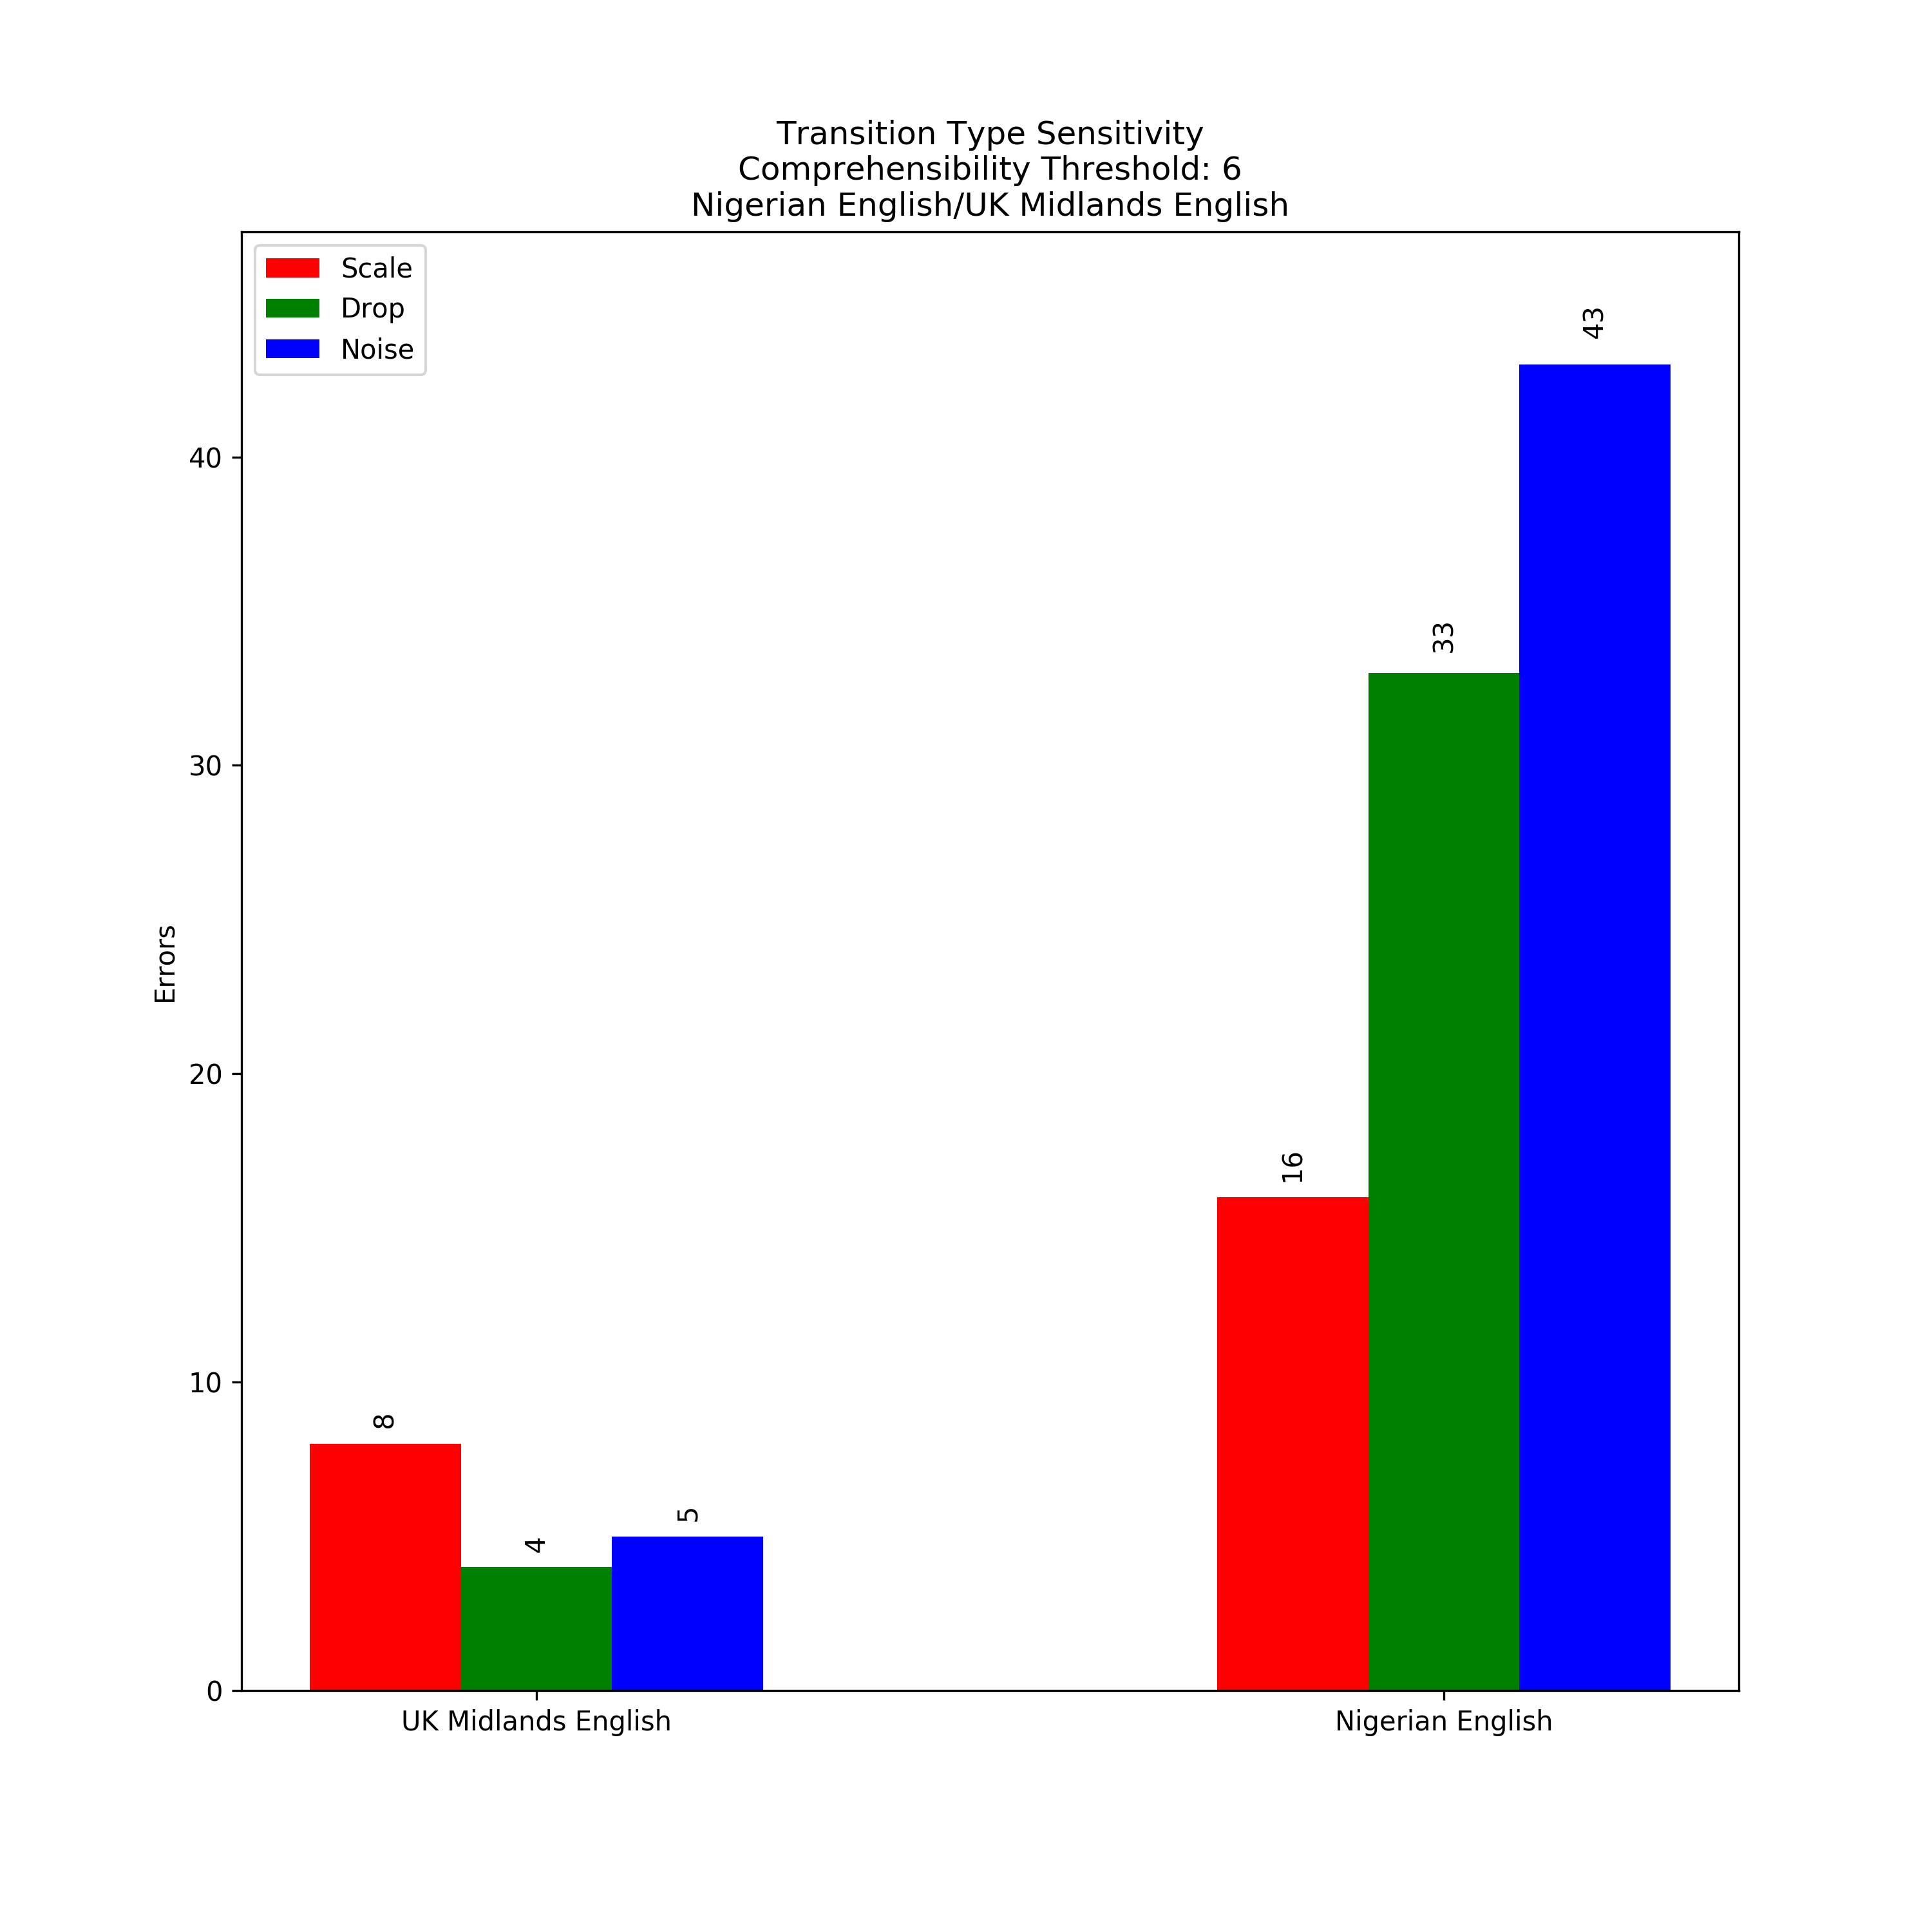 Transition Type Sensitivity
Comprehensibility Threshold: 6
Nigerian English/UK Midlands English
Scale
Drop
Noise
43
40
33
30
Errors
20
16
10
8
5
4
0
UK Midlands English
Nigerian English